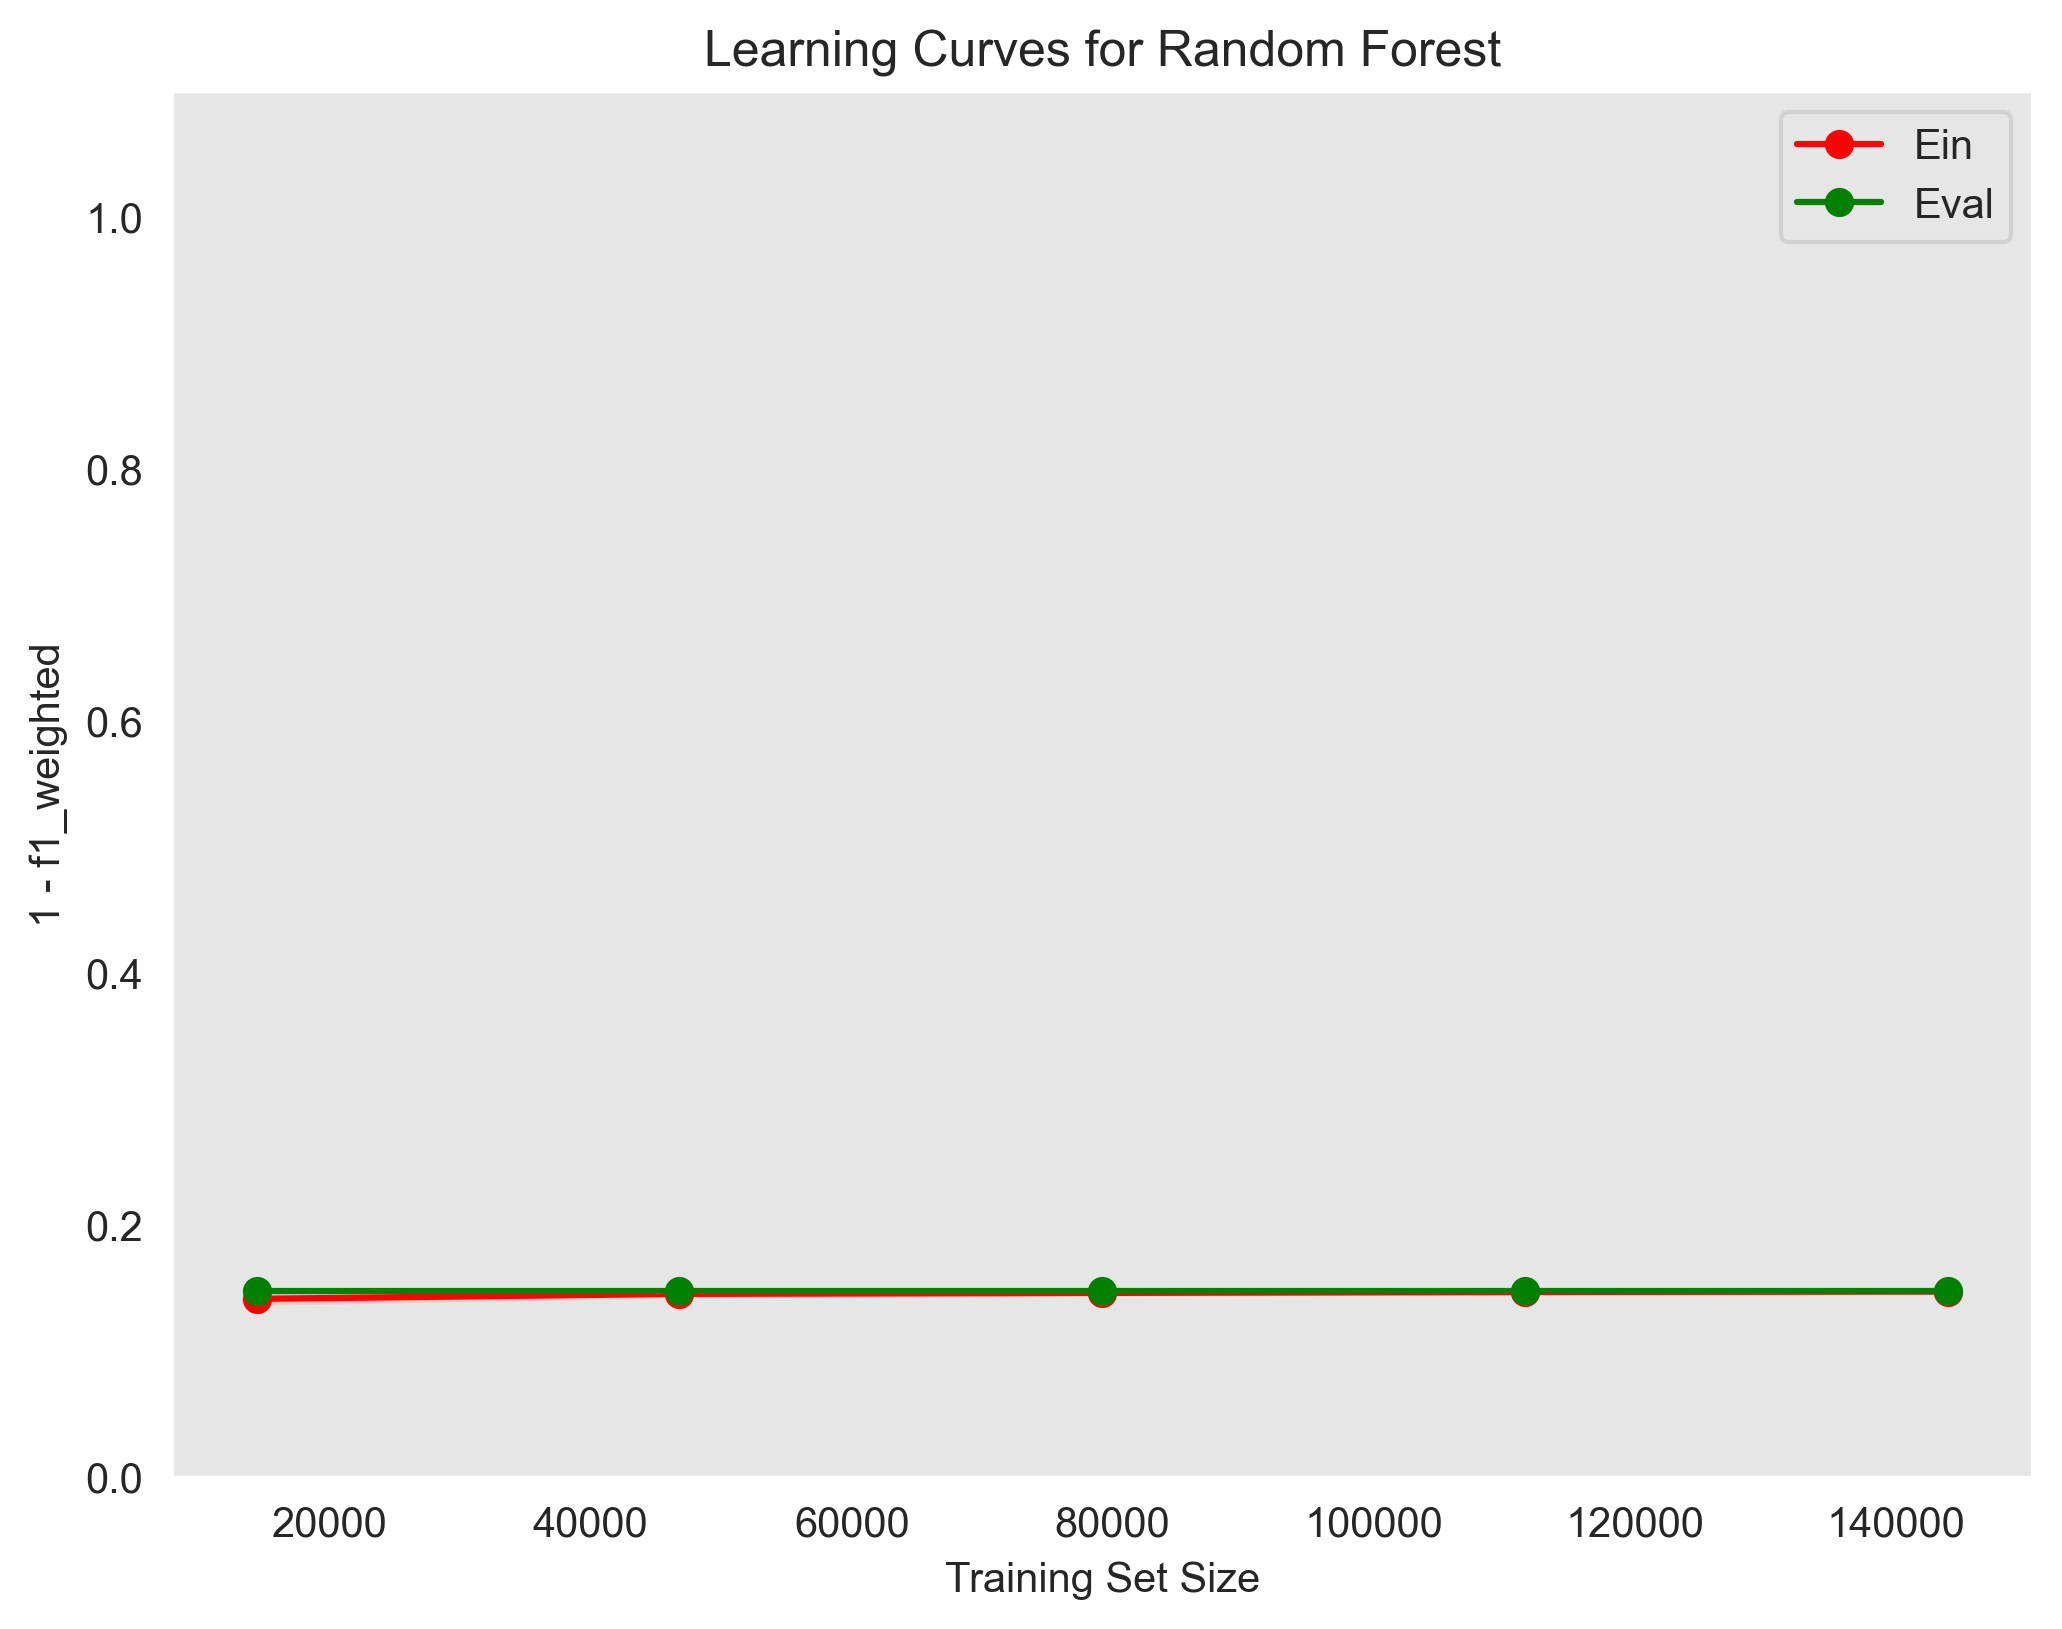 Learning Curves for Random Forest
Ein
Eval
1.0
0.8
0.6
0.4
0.2
0.0
1 - f1_weighted
20000 40000 60000 80000 100000 120000 140000
Training Set Size